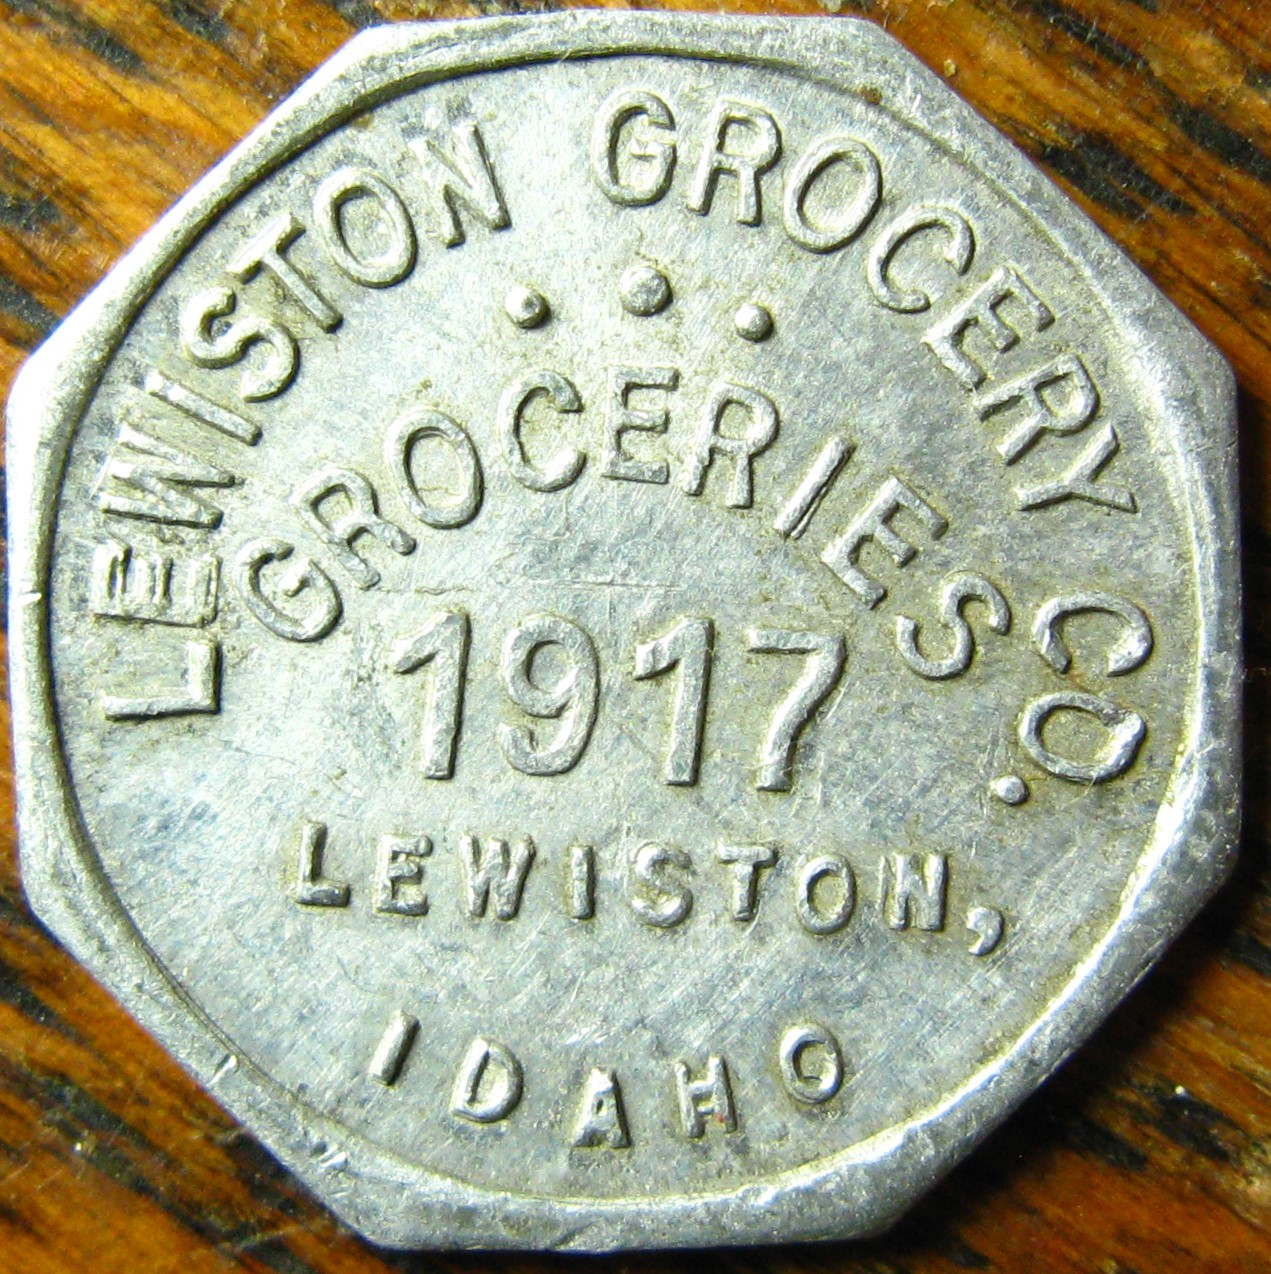 LEWISTON GROCERY CO.
GROCERIES
1917
LEWISTON,
IDAHO